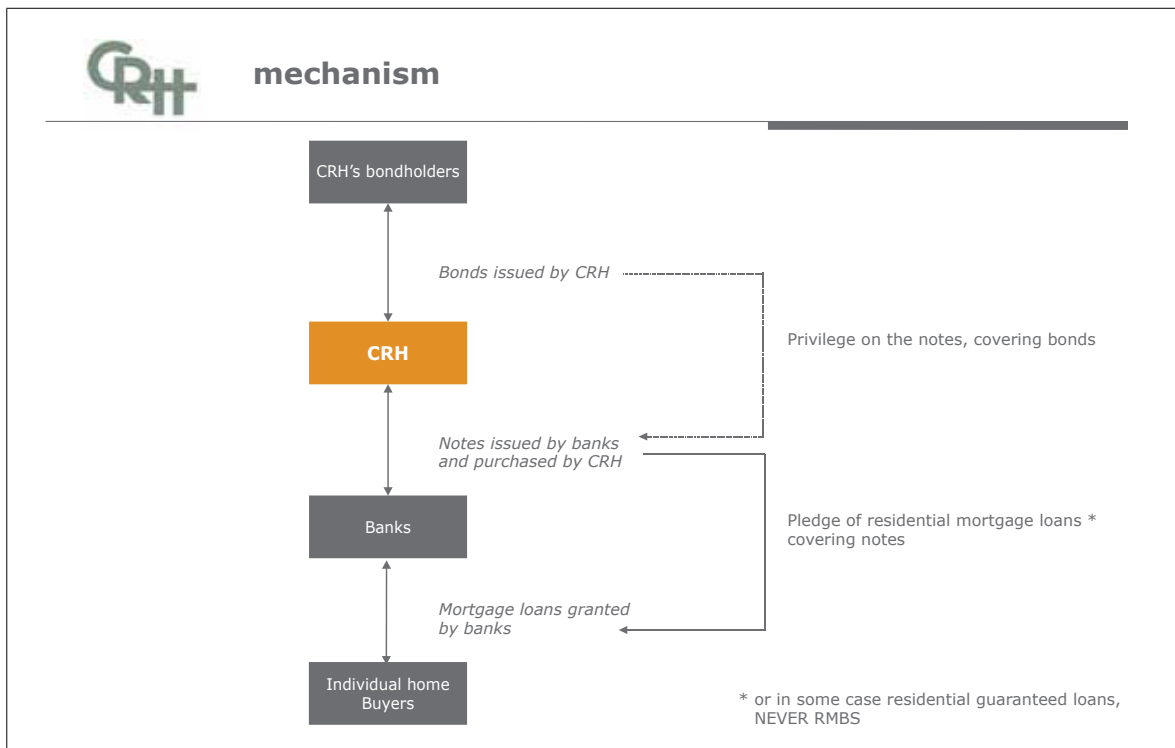 CRH
mechanism
CRH's bondholders
Bonds issued by CRH
CRH
Privilege on the notes, covering bonds
Notes issued by banks
and purchased by CRH
Banks
Pledge of residential mortgage loans *
covering notes
Mortgage loans granted
by banks
Individual home
Buyers
* or in some case residential guaranteed loans,
NEVER RMBS